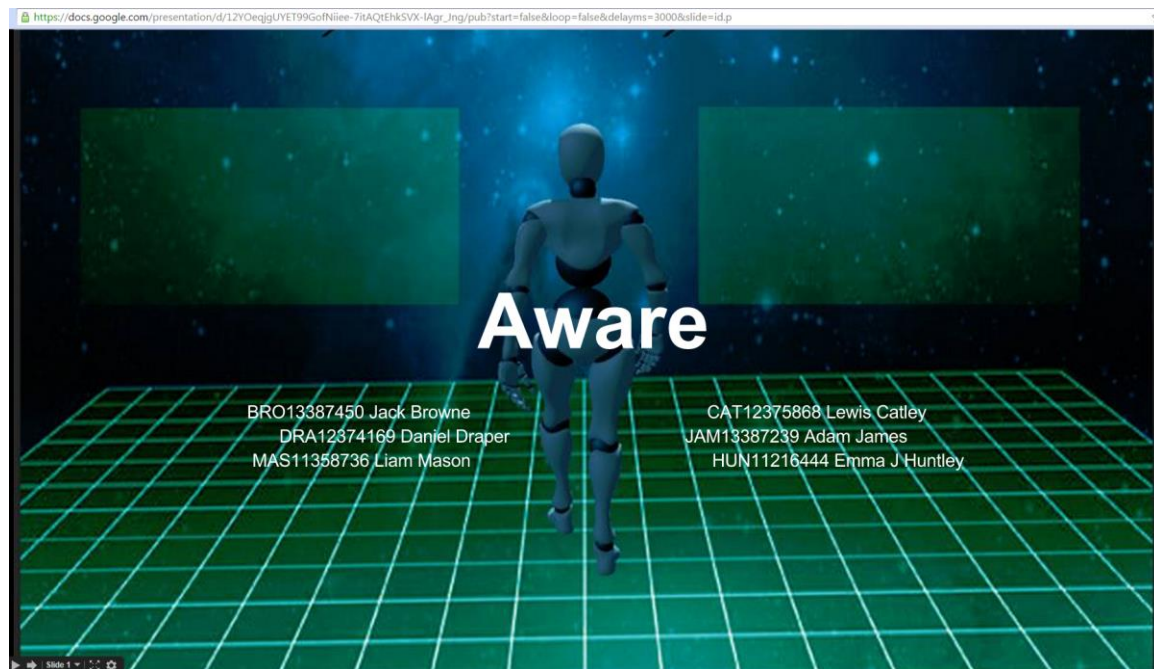 https://docs.google.com/presentation/d/12YOeqjgUYET99GofNiiee-7itAQtEhkSVX-lAgr_Jng/pub?start=false&loop=false&delayms=3000&slide=id.p
Aware
BRO13387450 Jack Browne
DRA12374169 Daniel Draper
MAS11358736 Liam Mason
CAT12375868 Lewis Catley
JAM13387239 Adam James
HUN11216444 Emma J Huntley
Slide 1